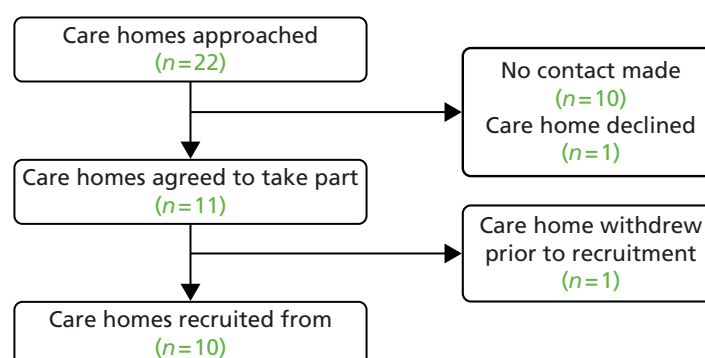 Care homes approached
(n=22)
No contact made
(n=10)
Care home declined
(n=1)
Care homes agreed to take part
(n=11)
Care home withdrew
prior to recruitment
(n=1)
Care homes recruited from
(n=10)